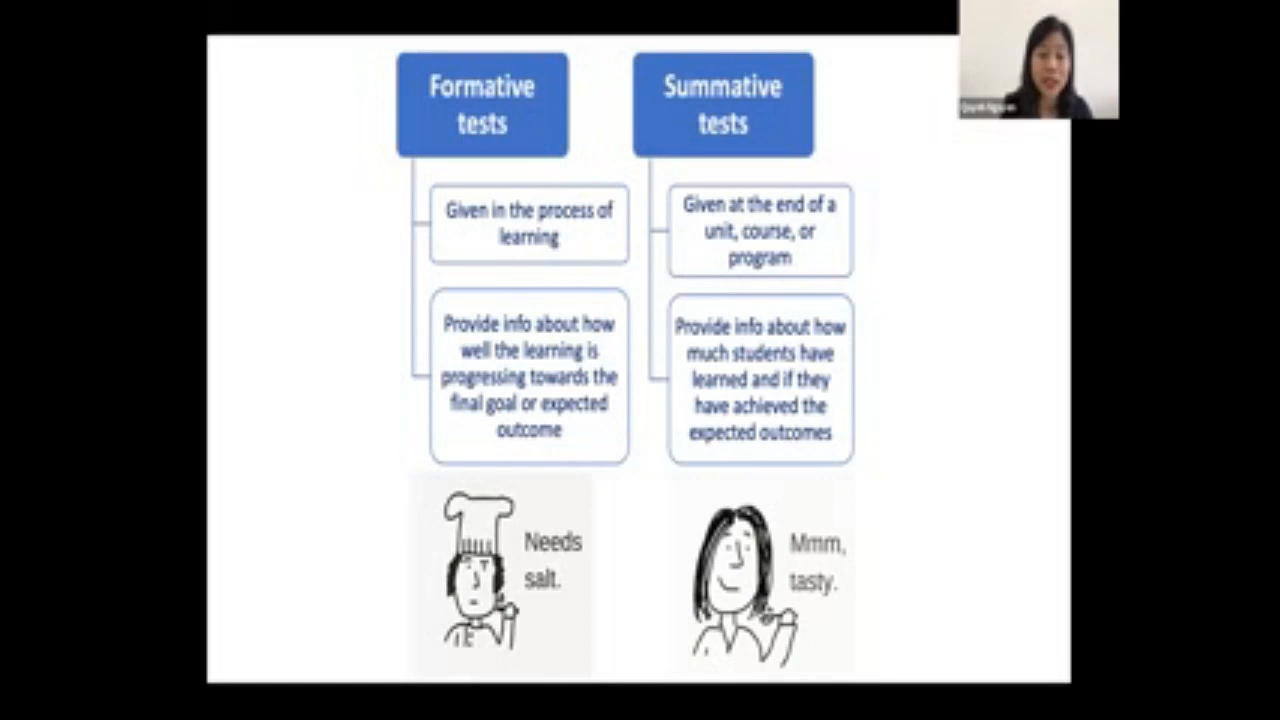 Formative
tests
Given in the process of
learning
Provide info about how
well the learning is
progressing towards the
final goal or expected
outcome
Needs
salt.
Summative
tests
Given at the end of a
unit, course, or
program
Provide info about how
much students have
learned and if they
have achieved the
expected outcomes
Mmm,
tasty.